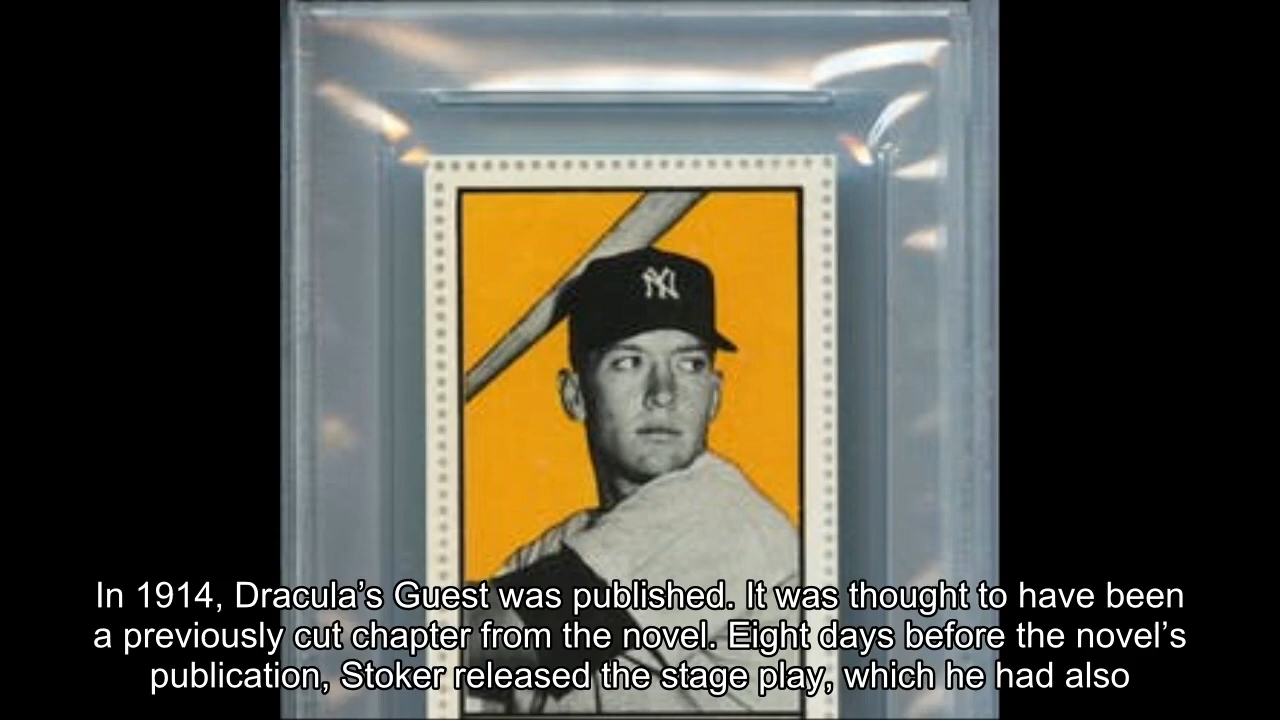 NY
In 1914, Dracula’s Guest was published. It was thought to have been
a previously cut chapter from the novel. Eight days before the novel’s
publication, Stoker released the stage play, which he had also